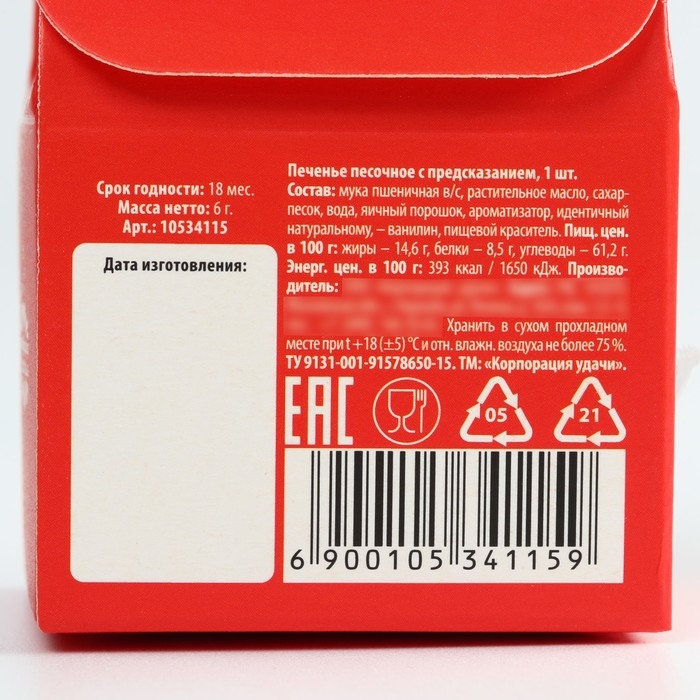 Срок годности: 18 мес.
Масса нетто: 6 г.
Арт.: 10534115
Дата изготовления:
Печенье песочное с предсказанием, 1 шт.
Состав: мука пшеничная в/с, растительное масло, сахар-
песок, вода, яичный порошок, ароматизатор, идентичный
натуральному, – ванилин, пищевой краситель. Пищ. цен.
в 100 г: жиры – 14,6 г, белки – 8,5 г, углеводы – 61,2 г.
Энерг. цен. в 100 г: 393 ккал / 1650 кДж. Произво-
дитель:
Хранить в сухом прохладном
месте при t +18 (±5) °С и отн. влажн. воздуха не более 75 %.
ТУ 9131-001-91578650-15. ТМ: «Корпорация удачи».
ЕАС
05
21
6 900105 341159